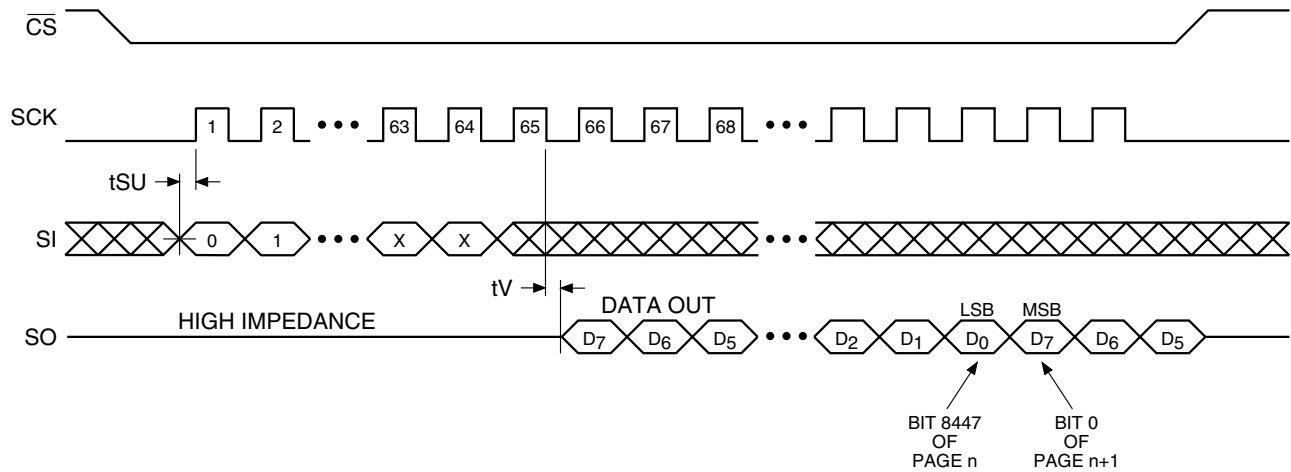 CS
SCK
1 2 ••• 63 64 65 66 67 68 •••
tSU
SI
0 1 ••• X X •••
tV
DATA OUT
LSB MSB
HIGH IMPEDANCE
SO
D7 D6 D5 ••• D2 D1 D0 D7 D6 D5
BIT 8447
OF
PAGE n
BIT 0
OF
PAGE n+1